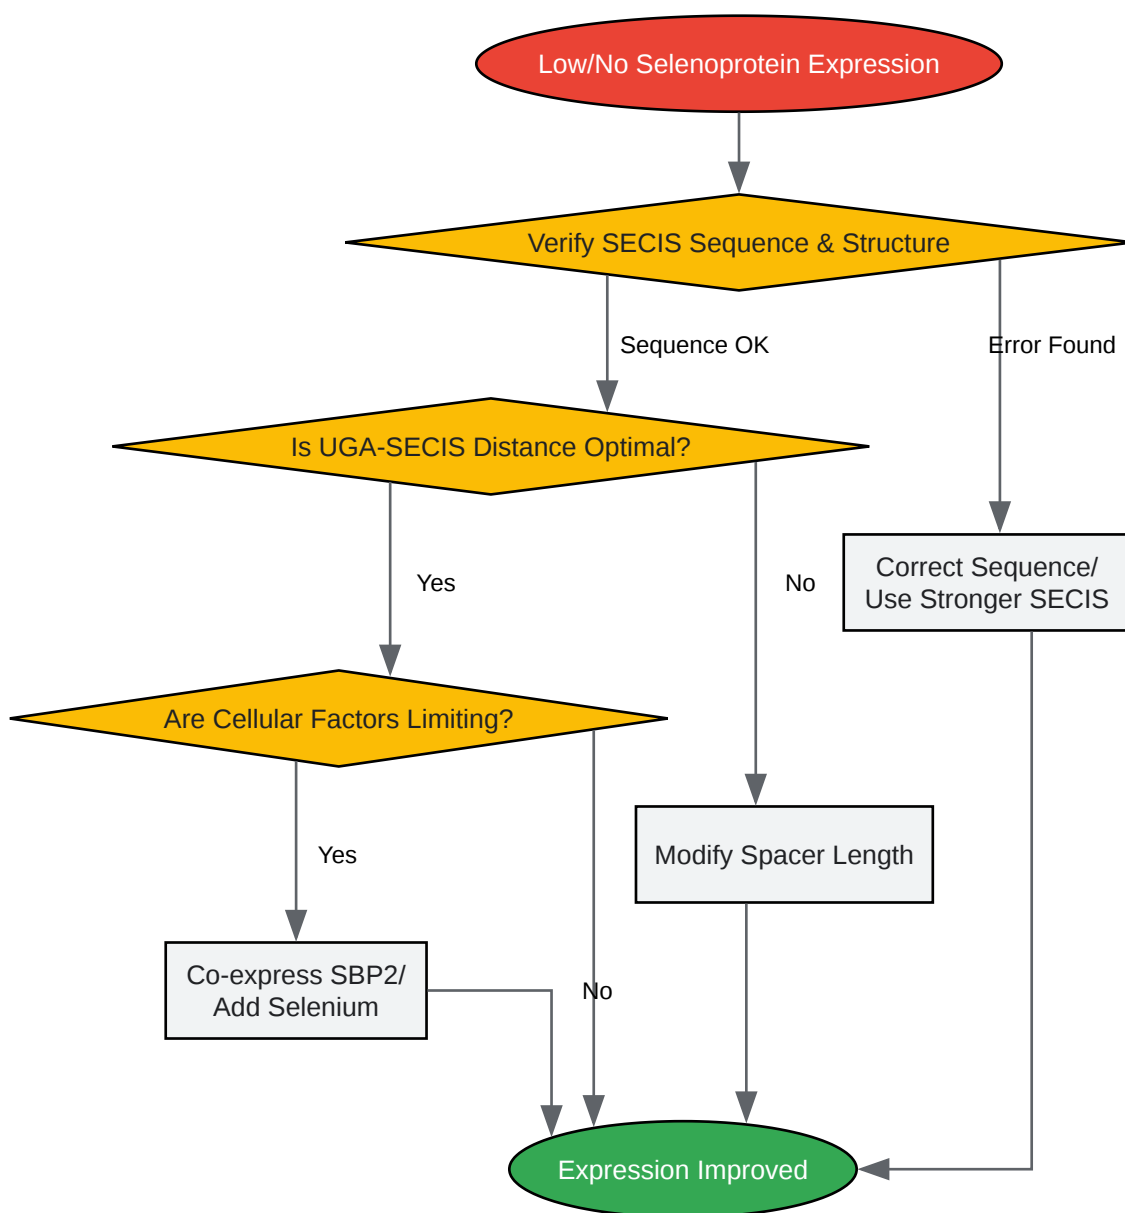 Low/No Selenoprotein Expression
Verify SECIS Sequence & Structure
Sequence OK
Error Found
Is UGA-SECIS Distance Optimal?
Yes
No
Correct Sequence/
Use Stronger SECIS
Are Cellular Factors Limiting?
Yes
Modify Spacer Length
Co-express SBP2/
Add Selenium
No
Expression Improved